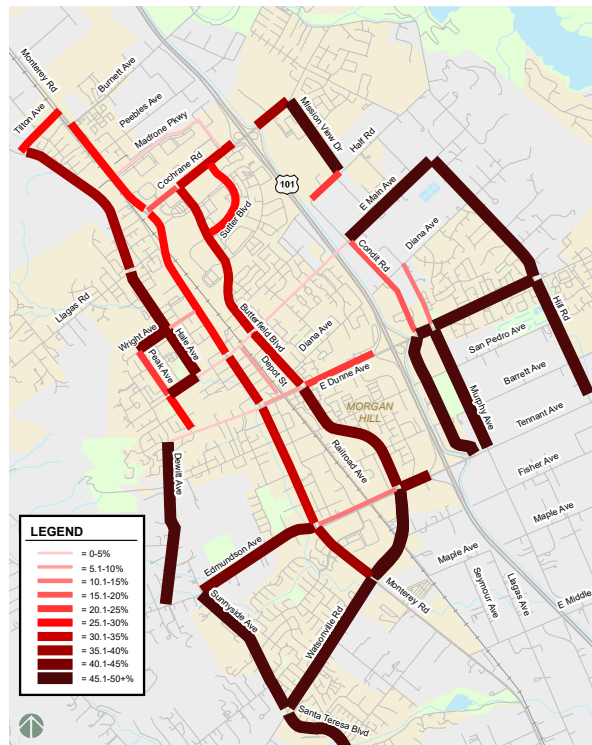 Monterey Rd
Burnett Ave
Tilton Ave
Peebles Ave
Madrone Pkwy
Mission View Dr
Half Rd
Cochrane Rd
101
E Main Ave
Sutter Blvd
Diana Ave
Condit Rd
Llagas Rd
Hill Rd
Butterfield Blvd
Wright Ave
Hale Ave
Diana Ave
San Pedro Ave
Peak Ave
Depot St
Barrett Ave
E Dunne Ave
Murphy Ave
MORGAN
HILL
Tennant Ave
Dewitt Ave
Railroad Ave
Fisher Ave
Maple Ave
Edmundson Ave
Maple Ave
Sunnyside Ave
Monterey Rd
Seymour Ave
Llagas Ave
E Middle
Watsonville Rd
Santa Teresa Blvd
LEGEND
= 0-5%
= 5.1-10%
= 10.1-15%
= 15.1-20%
= 20.1-25%
= 25.1-30%
= 30.1-35%
= 35.1-40%
= 40.1-45%
= 45.1-50+%